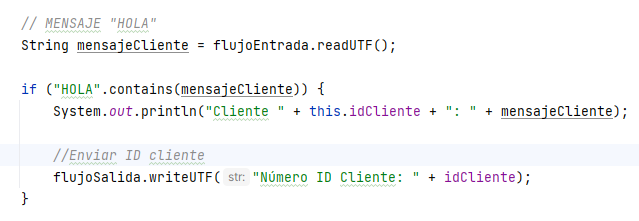 // MENSAJE "HOLA"
String mensajeCliente = flujoEntrada.readUTF();
if ("HOLA".contains(mensajeCliente)) {
System.out.println("Cliente " + this.idCliente + ": " + mensajeCliente);
//Enviar ID cliente
flujoSalida.writeUTF( str: "Número ID Cliente: " + idCliente);
}